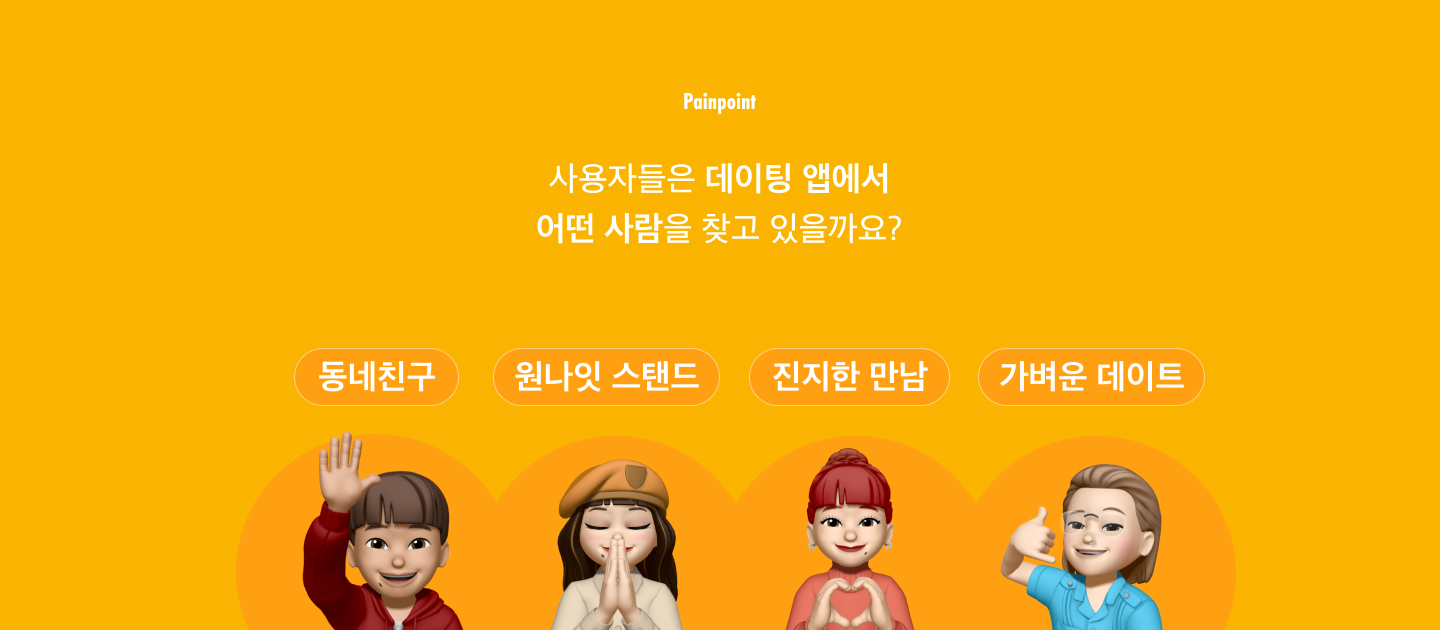 Painpoint
사용자들은 데이팅 앱에서
어떤 사람을 찾고 있을까요?
동네친구 원나잇 스탠드 진지한 만남 가벼운 데이트